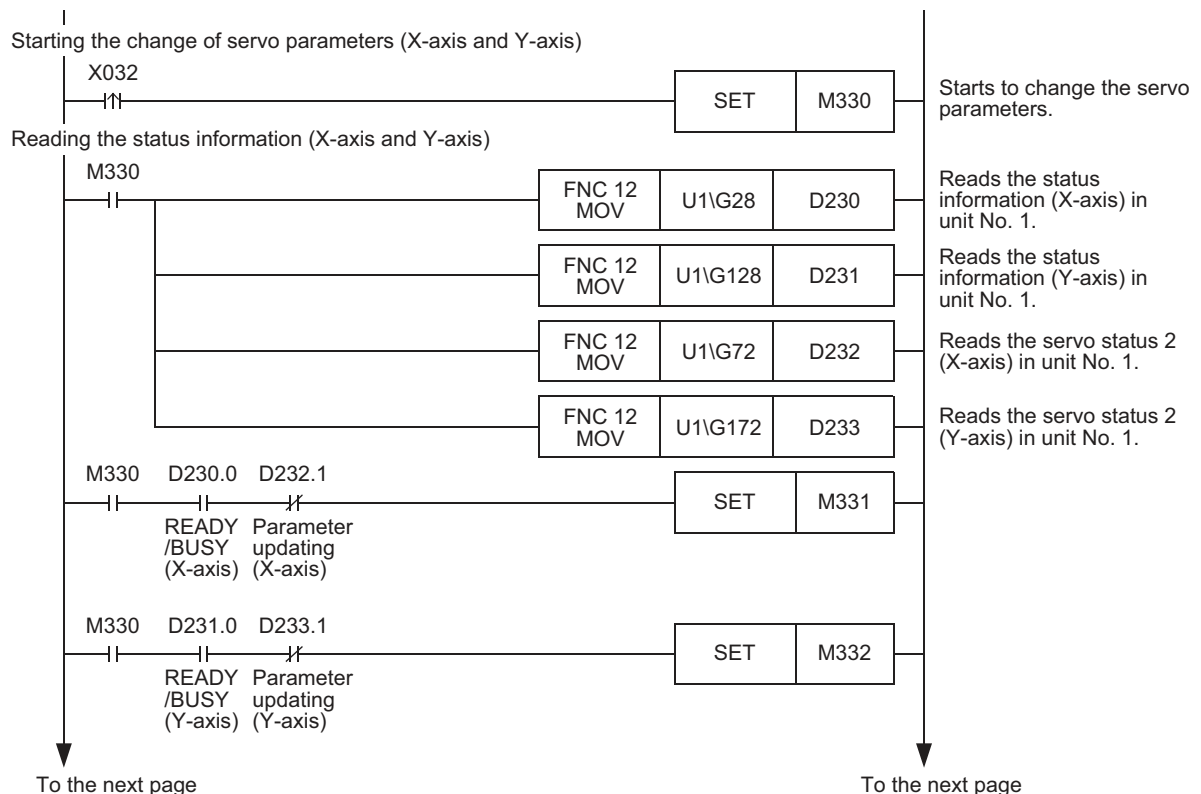 Starting the change of servo parameters (X-axis and Y-axis)
X032
SET M330
Starts to change the servo
parameters.
Reading the status information (X-axis and Y-axis)
M330
FNC 12
MOV
U1\G28
D230
Reads the status
information (X-axis) in
unit No. 1.
FNC 12
MOV
U1\G128
D231
Reads the status
information (Y-axis) in
unit No. 1.
FNC 12
MOV
U1\G72
D232
Reads the servo status 2
(X-axis) in unit No. 1.
FNC 12
MOV
U1\G172
D233
Reads the servo status 2
(Y-axis) in unit No. 1.
M330 D230.0 D232.1
SET M331
READY Parameter
/BUSY updating
(X-axis) (X-axis)
M330 D231.0 D233.1
SET M332
READY Parameter
/BUSY updating
(Y-axis) (Y-axis)
To the next page To the next page